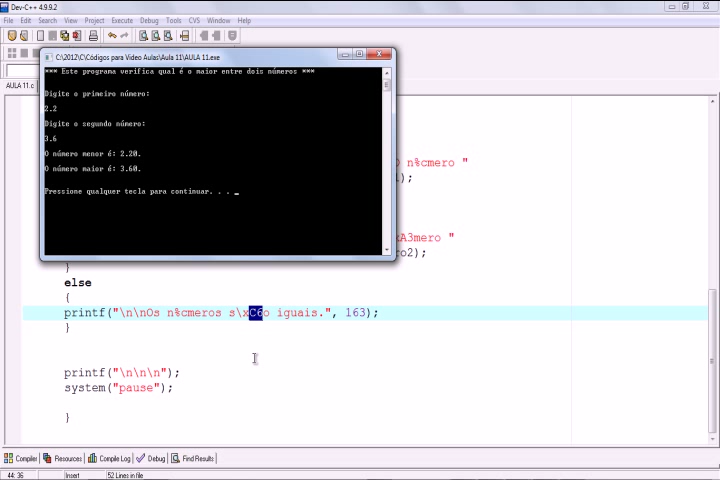 Dev-C++ 4.9.9.2
File Edit Search View Project Execute Debug Tools CVS Window Help
C:\2012\C\Códigos para Video Aulas\Aula 11\AULA 11.exe
*** Este programa verifica qual é o maior entre dois números ***
Digite o primeiro número:
2.2
Digite o segundo número:
3.6
O número menor é: 2.20.
O número maior é: 3.60.
Pressione qualquer tecla para continuar. . . _
AULA 11.c
O n%cmero "
);
xA3mero "
ro2);
}
else
{
printf("\n\nOs n%cmeros s\xC6o iguais.", 163);
}
printf("\n\n\n");
system("pause");
}
Compiler Resources Compile Log Debug Find Results
44: 36 Insert 52 Lines in file